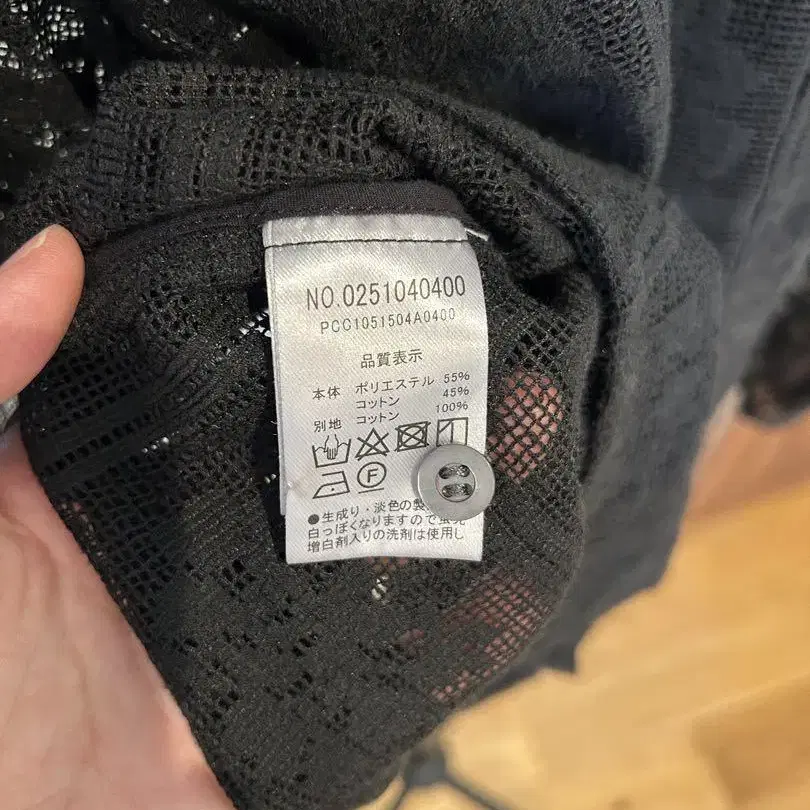 NO.0251040400
PCC1051504A0400
品質表示
本体 ポリエステル 55%
コットン 45%
別地 コットン 100%
F
●生成り・淡色の製
白っぽくなりますので蛍光
増白剤入りの洗剤は使用し